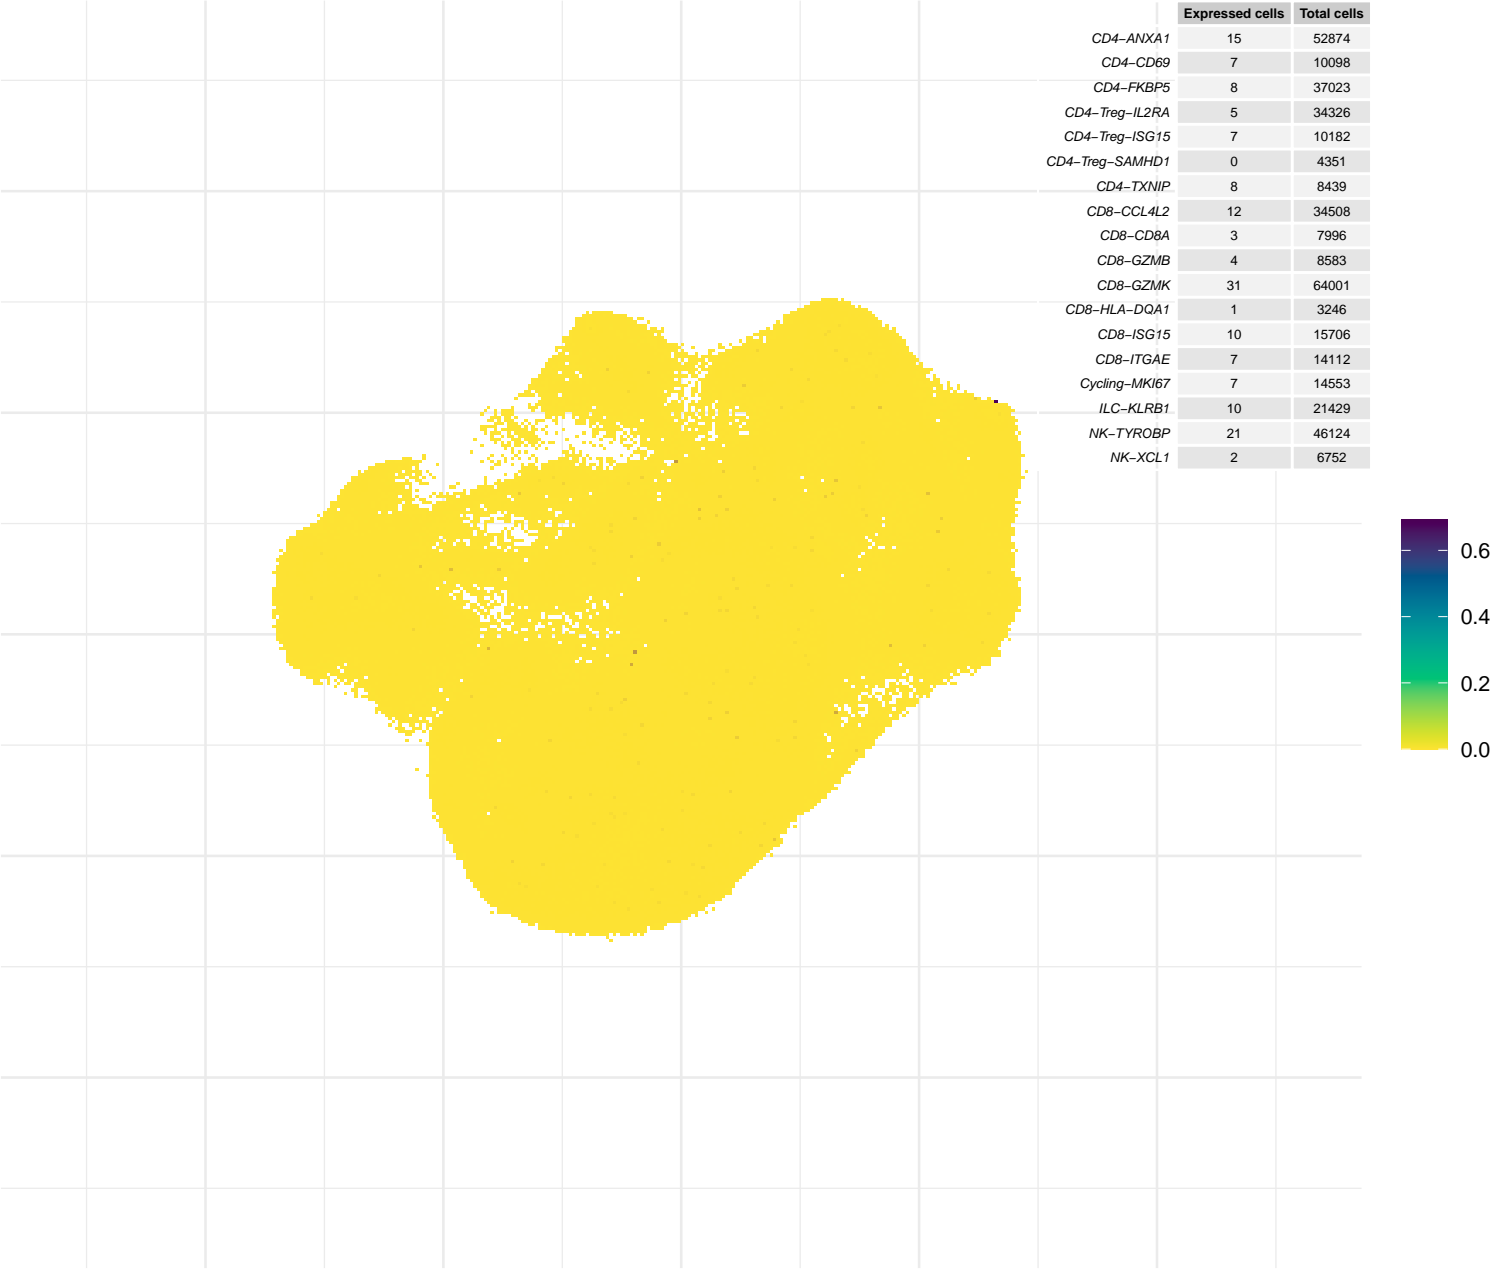 Expressed cells Total cells
CD4−ANXA1 15 52874
CD4−CD69 7 10098
CD4−FKBP5 8 37023
CD4−Treg−IL2RA 5 34326
CD4−Treg−ISG15 7 10182
CD4−Treg−SAMHD1 0 4351
CD4−TXNIP 8 8439
CD8−CCL4L2 12 34508
CD8−CD8A 3 7996
CD8−GZMB 4 8583
CD8−GZMK 31 64001
CD8−HLA−DQA1 1 3246
CD8−ISG15 10 15706
CD8−ITGAE 7 14112
Cycling−MKI67 7 14553
ILC−KLRB1 10 21429
NK−TYROBP 21 46124
NK−XCL1 2 6752
0.6
0.4
0.2
0.0